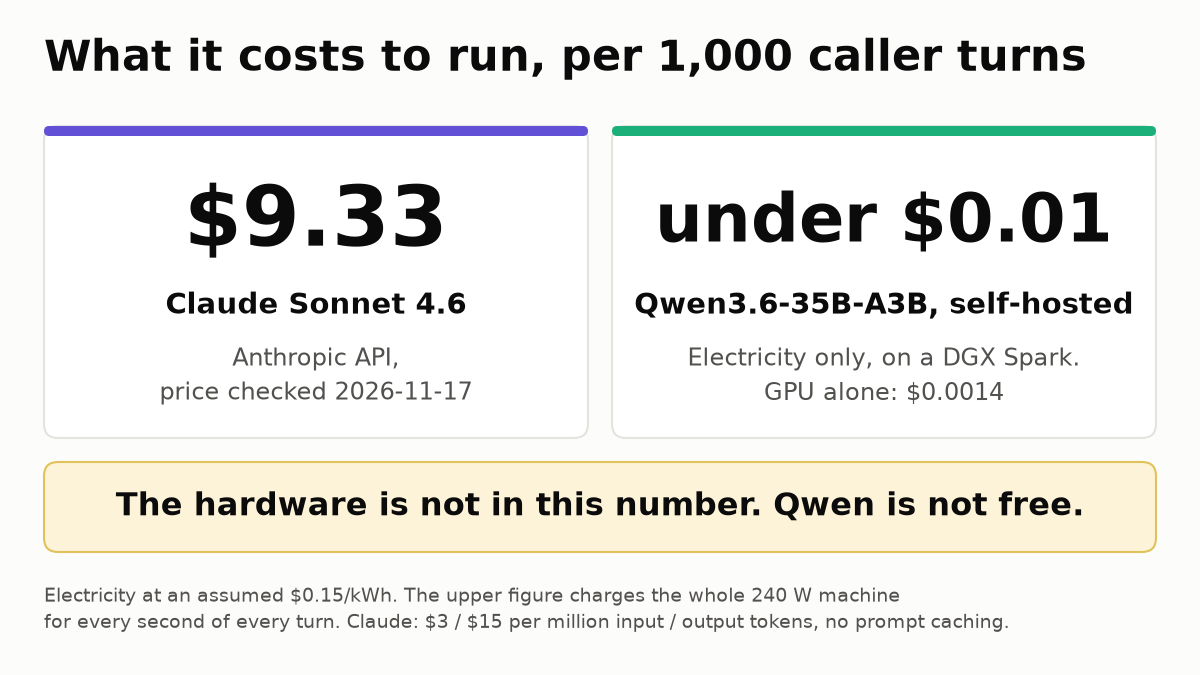 What it costs to run, per 1,000 caller turns
$9.33
Claude Sonnet 4.6
Anthropic API,
price checked 2026-11-17
under $0.01
Qwen3.6-35B-A3B, self-hosted
Electricity only, on a DGX Spark.
GPU alone: $0.0014
The hardware is not in this number. Qwen is not free.
Electricity at an assumed $0.15/kWh. The upper figure charges the whole 240 W machine
for every second of every turn. Claude: $3 / $15 per million input / output tokens, no prompt caching.